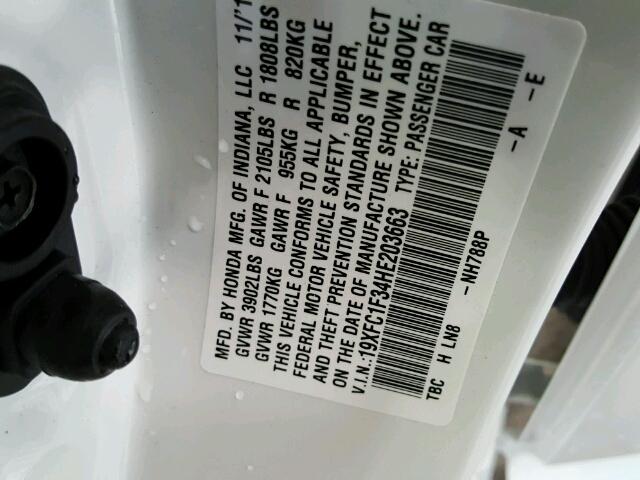 MFD. BY HONDA MFG. OF INDIANA, LLC 11/'1
GVWR 3902LBS GAWR F 2105LBS R 1808LBS
GVWR 1770KG GAWR F 955KG R 820KG
THIS VEHICLE CONFORMS TO ALL APPLICABLE
FEDERAL MOTOR VEHICLE SAFETY, BUMPER,
AND THEFT PREVENTION STANDARDS IN EFFECT
ON THE DATE OF MANUFACTURE SHOWN ABOVE.
V.I.N.:19XFC1F34HE203663 TYPE: PASSENGER CAR
TBC H LN8 -NH788P -A -E